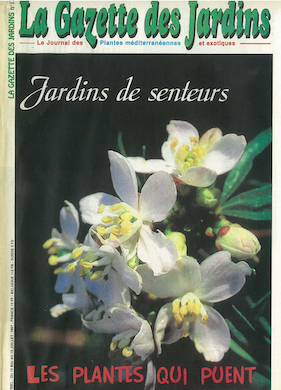 La Gazette des Jardins
Le Journal des Plantes méditerranéennes et exotiques
Jardins de senteurs
LES PLANTES QUI PUENT
LA GAZETTE DES JARDINS